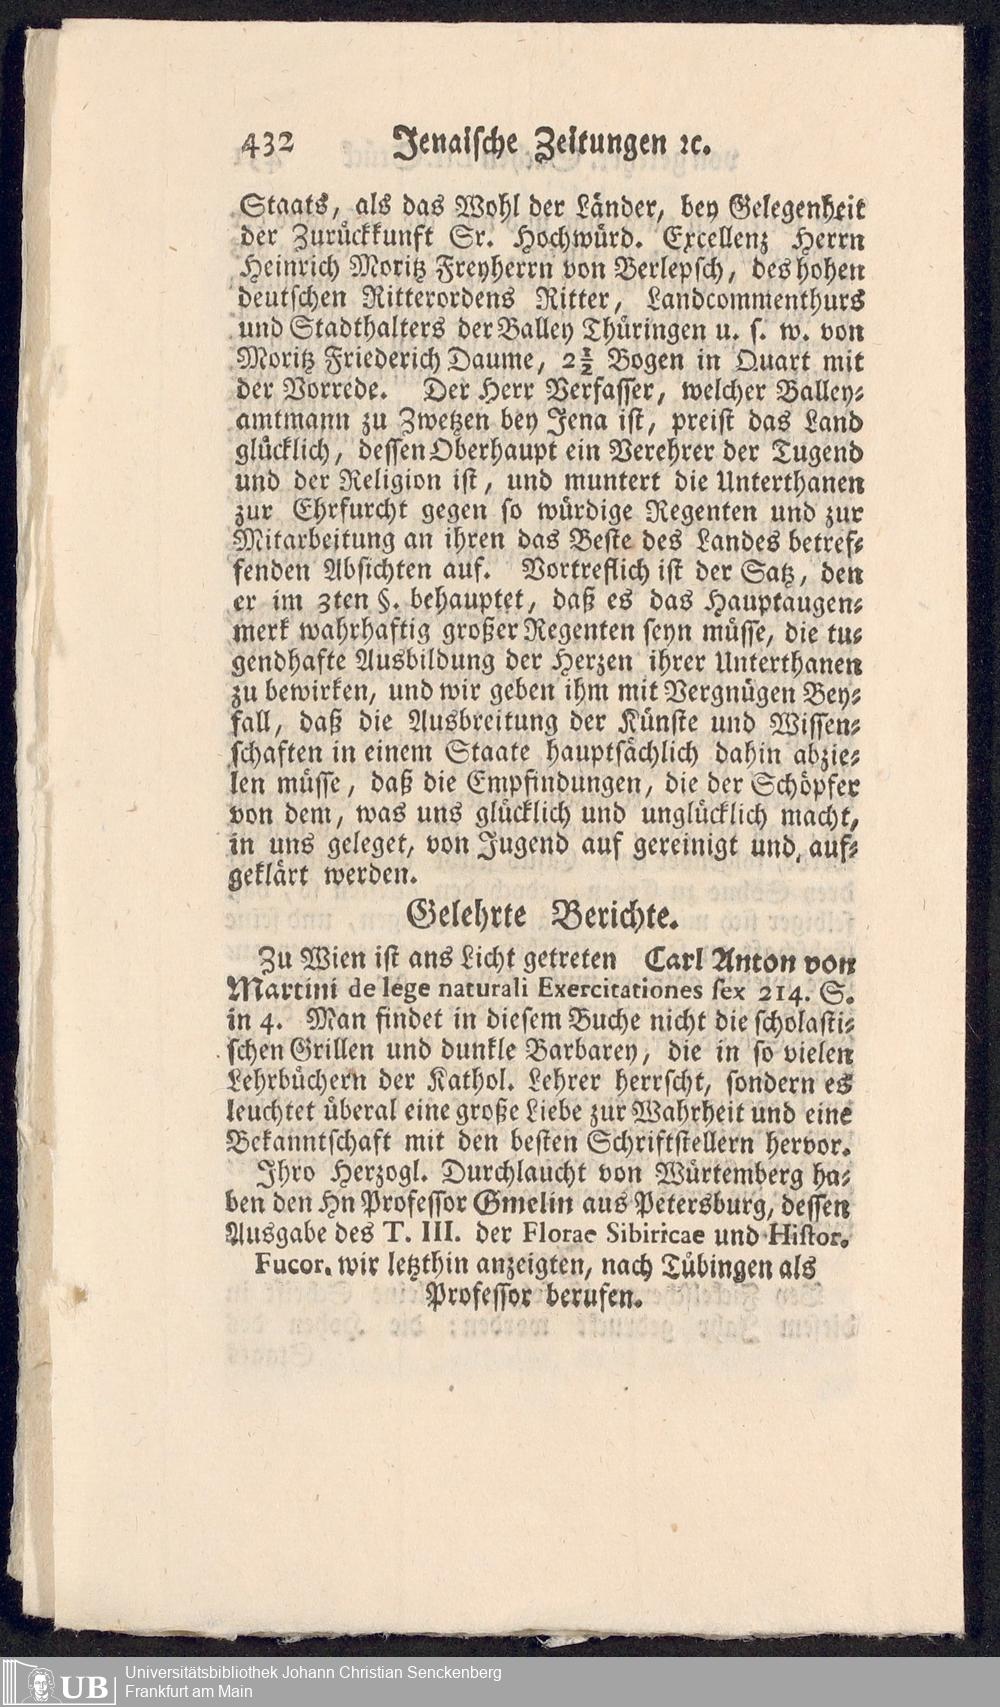 432 Jenaische Zeitungen ꝛc.
Staats, als das Wohl der Länder, bey Gelegenheit
der Zurückkunft Sr. Hochwürd. Excellenz Herrn
Heinrich Moritz Freyherrn von Berlepsch, des hohen
deutschen Ritterordens Ritter, Landcommenthurs
und Stadthalters der Balley Thüringen u. s. w. von
Moritz Friederich Daume, 2½ Bogen in Quart mit
der Vorrede. Der Herr Verfasser, welcher Balley-
amtmann zu Zwetzen bey Jena ist, preist das Land
glücklich, dessen Oberhaupt ein Verehrer der Tugend
und der Religion ist, und muntert die Unterthanen
zur Ehrfurcht gegen so würdige Regenten und zur
Mitarbeitung an ihren das Beste des Landes betref-
fenden Absichten auf. Vortreflich ist der Satz, den
er im 3ten §. behauptet, daß es das Hauptaugen-
merk wahrhaftig großer Regenten seyn müsse, die tu-
gendhafte Ausbildung der Herzen ihrer Unterthanen
zu bewirken, und wir geben ihm mit Vergnügen Bey-
fall, daß die Ausbreitung der Künste und Wissen-
schaften in einem Staate hauptsächlich dahin abzie-
len müsse, daß die Empfindungen, die der Schöpfer
von dem, was uns glücklich und unglücklich macht,
in uns geleget, von Jugend auf gereinigt und, auf-
geklärt werden.
Gelehrte Berichte.
Zu Wien ist ans Licht getreten Carl Anton von
Martini de lege naturali Exercitationes sex 214. S.
in 4. Man findet in diesem Buche nicht die scholasti-
schen Grillen und dunkle Barbarey, die in so vielen
Lehrbüchern der Kathol. Lehrer herrscht, sondern es
leuchtet überal eine große Liebe zur Wahrheit und eine
Bekanntschaft mit den besten Schriftstellern hervor.
Ihro Herzogl. Durchlaucht von Würtemberg ha-
ben den Hn Professor Gmelin aus Petersburg, dessen
Ausgabe des T. III. der Florae Sibiricae und Histor.
Fucor. wir letzthin anzeigten, nach Tübingen als
Professor berufen.
UB
Universitätsbibliothek Johann Christian Senckenberg
Frankfurt am Main